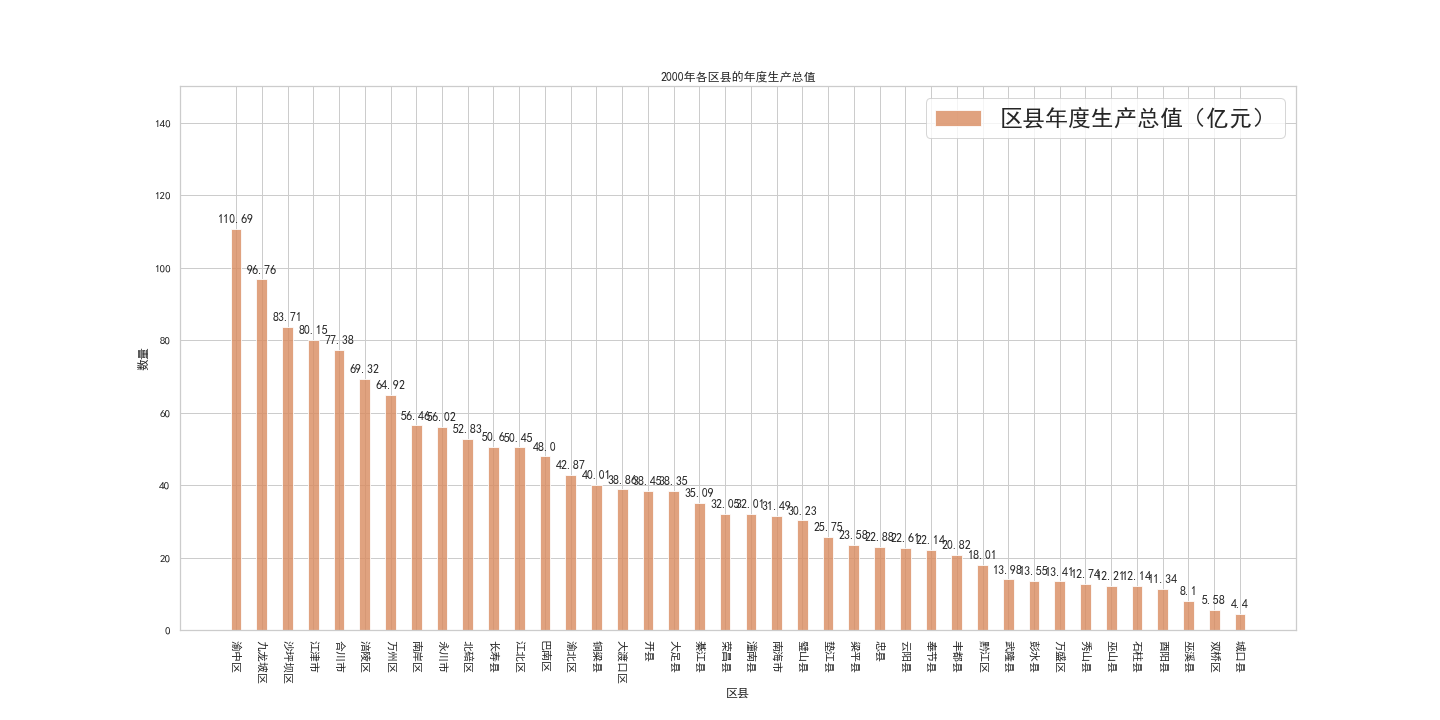 2000年各区县的年度生产总值
区县年度生产总值（亿元）
数量
140
120
100
80
60
40
20
0
110.69
96.76
83.71
80.15
77.38
69.32
64.92
56.46
56.02
52.83
50.6
50.45
48.0
42.87
40.01
38.86
38.45
38.35
35.09
32.05
32.01
31.49
30.23
25.75
23.58
22.88
22.61
22.14
20.82
18.01
13.98
13.55
13.41
12.74
12.21
12.14
11.34
8.1
5.58
4.4
渝中区
九龙坡区
沙坪坝区
江津市
合川市
涪陵区
万州区
南岸区
永川市
北碚区
长寿县
江北区
巴南区
渝北区
铜梁县
大渡口区
开县
大足县
綦江县
荣昌县
潼南县
南海市
璧山县
垫江县
梁平县
忠县
云阳县
奉节县
丰都县
黔江区
武隆县
彭水县
万盛区
秀山县
巫山县
石柱县
酉阳县
巫溪县
双桥区
城口县
区县